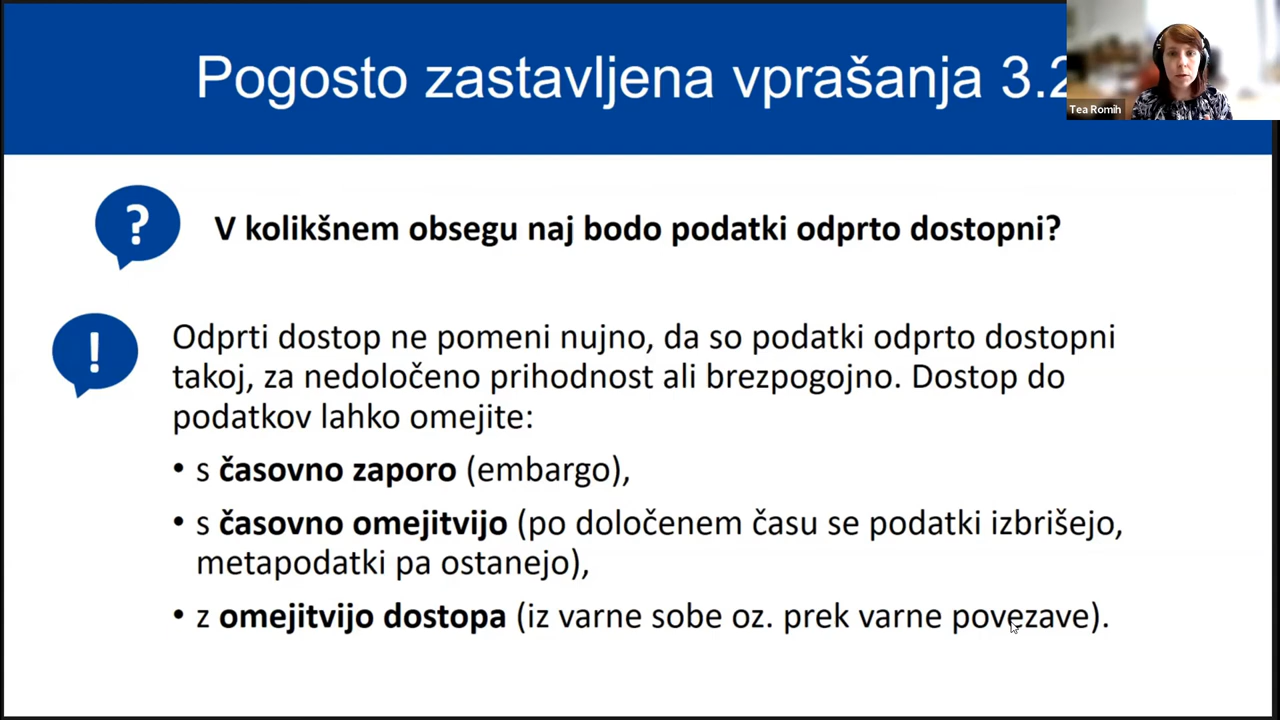 Pogosto zastavljena vprašanja 3.2
Tea Romih
?
V kolikšnem obsegu naj bodo podatki odprto dostopni?
!
Odprti dostop ne pomeni nujno, da so podatki odprto dostopni
takoj, za nedoločeno prihodnost ali brezpogojno. Dostop do
podatkov lahko omejite:
• s časovno zaporo (embargo),
• s časovno omejitvijo (po določenem času se podatki izbrišejo,
metapodatki pa ostanejo),
• z omejitvijo dostopa (iz varne sobe oz. prek varne povezave).